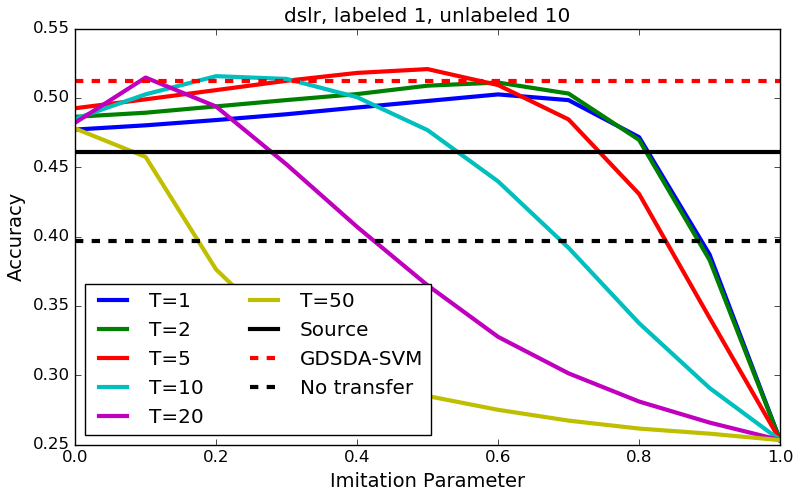 dslr, labeled 1, unlabeled 10
Accuracy
0.55
0.50
0.45
0.40
0.35
0.30
0.25
T=1
T=2
T=5
T=10
T=20
T=50
Source
GDSDA-SVM
No transfer
0.0 0.2 0.4 0.6 0.8 1.0
Imitation Parameter